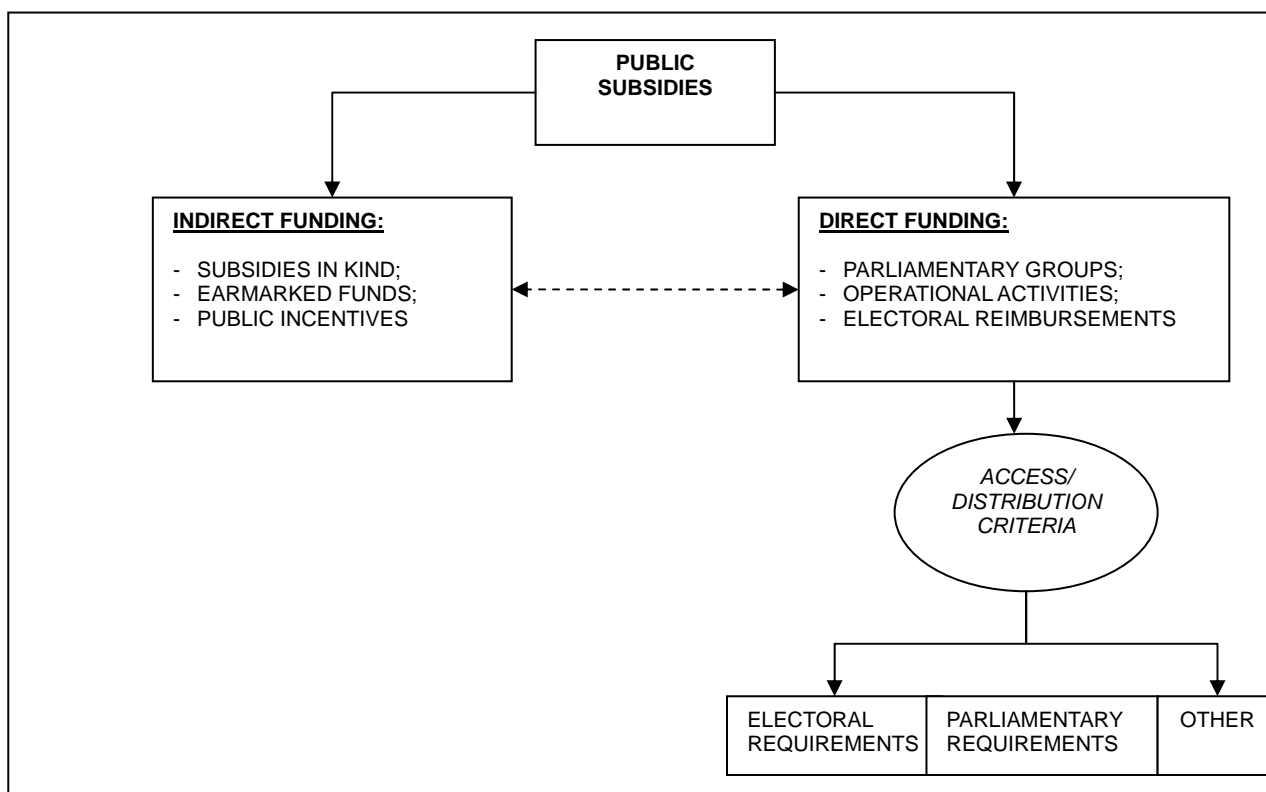 PUBLIC
SUBSIDIES
INDIRECT FUNDING:
- SUBSIDIES IN KIND;
- EARMARKED FUNDS;
- PUBLIC INCENTIVES
DIRECT FUNDING:
- PARLIAMENTARY GROUPS;
- OPERATIONAL ACTIVITIES;
- ELECTORAL REIMBURSEMENTS
ACCESS/
DISTRIBUTION
CRITERIA
ELECTORAL
REQUIREMENTS
PARLIAMENTARY
REQUIREMENTS
OTHER